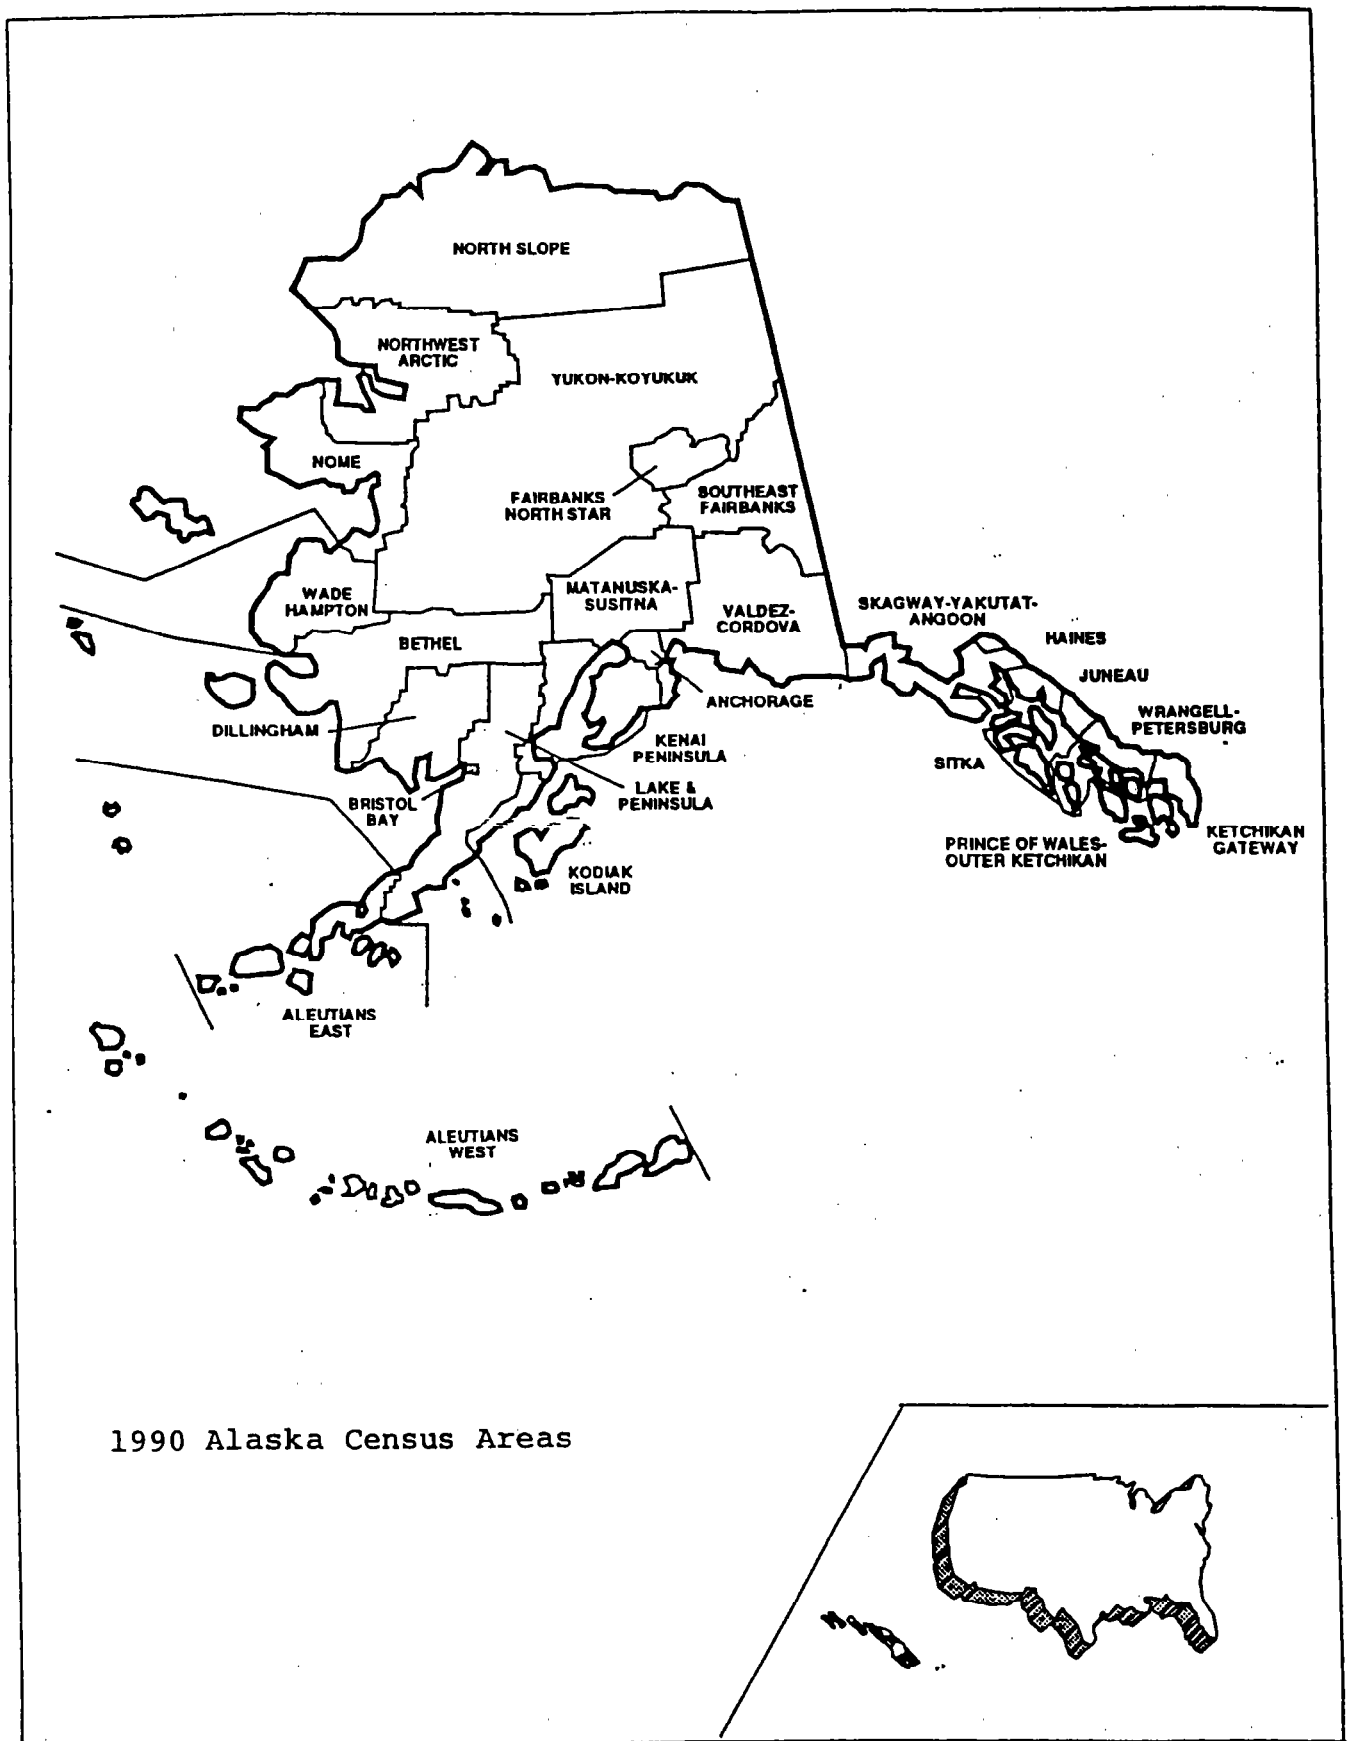 NORTH SLOPE
NORTHWEST
ARCTIC
YUKON-KOYUKUK
NOME
FAIRBANKS
NORTH STAR
SOUTHEAST
FAIRBANKS
WADE
HAMPTON
MATANUSKA-
SUSITNA
VALDEZ-
CORDOVA
SKAGWAY-YAKUTAT-
ANGOON
HAINES
BETHEL
JUNEAU
ANCHORAGE
WRANGELL-
PETERSBURG
DILLINGHAM
KENAI
PENINSULA
SITKA
LAKE &
PENINSULA
BRISTOL
BAY
KETCHIKAN
GATEWAY
PRINCE OF WALES-
OUTER KETCHIKAN
KODIAK
ISLAND
ALEUTIANS
EAST
ALEUTIANS
WEST
1990 Alaska Census Areas